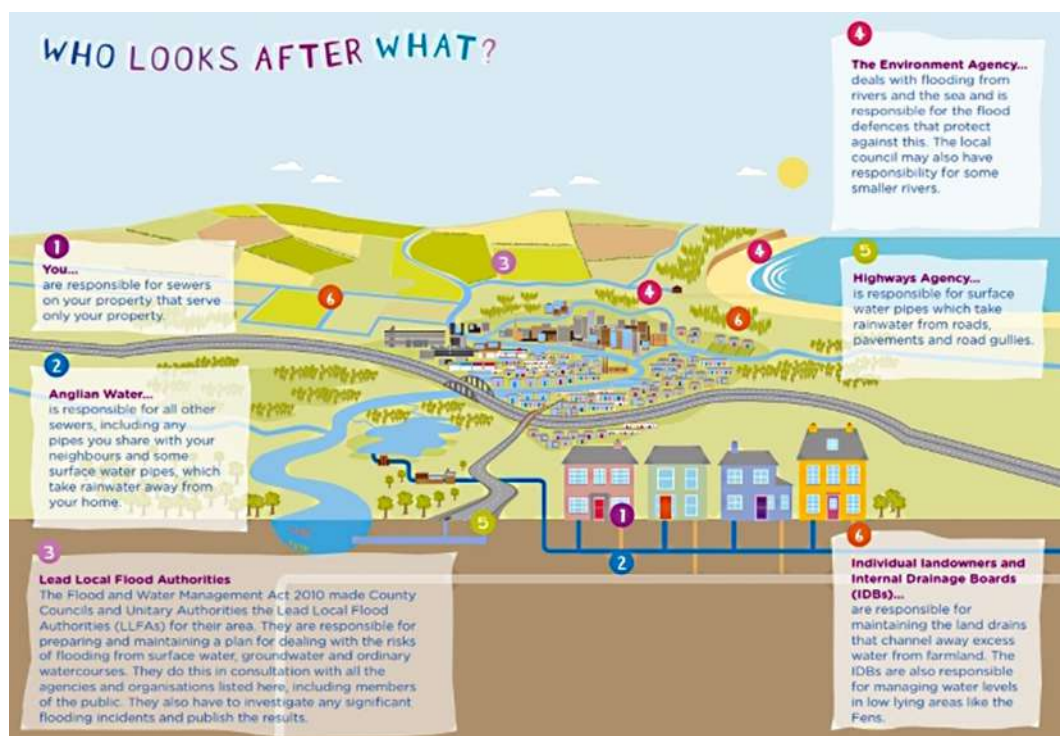 WHO LOOKS AFTER WHAT?
1
You...
are responsible for sewers
on your property that serve
only your property.
2
Anglian Water...
is responsible for all other
sewers, including any
pipes you share with your
neighbours and some
surface water pipes, which
take rainwater away from
your home.
3
Lead Local Flood Authorities
The Flood and Water Management Act 2010 made County
Councils and Unitary Authorities the Lead Local Flood
Authorities (LLFAs) for their area. They are responsible for
preparing and maintaining a plan for dealing with the risks
of flooding from surface water, groundwater and ordinary
watercourses. They do this in consultation with all the
agencies and organisations listed here, including members
of the public. They also have to investigate any significant
flooding incidents and publish the results.
4
The Environment Agency...
deals with flooding from
rivers and the sea and is
responsible for the flood
defences that protect
against this. The local
council may also have
responsibility for some
smaller rivers.
5
Highways Agency...
is responsible for surface
water pipes which take
rainwater from roads,
pavements and road gullies.
6
Individual landowners and
Internal Drainage Boards
(IDBs)...
are responsible for
maintaining the land drains
that channel away excess
water from farmland. The
IDBs are also responsible
for managing water levels
in low lying areas like the
Fens.
3
4
4
6
6
5
1
2